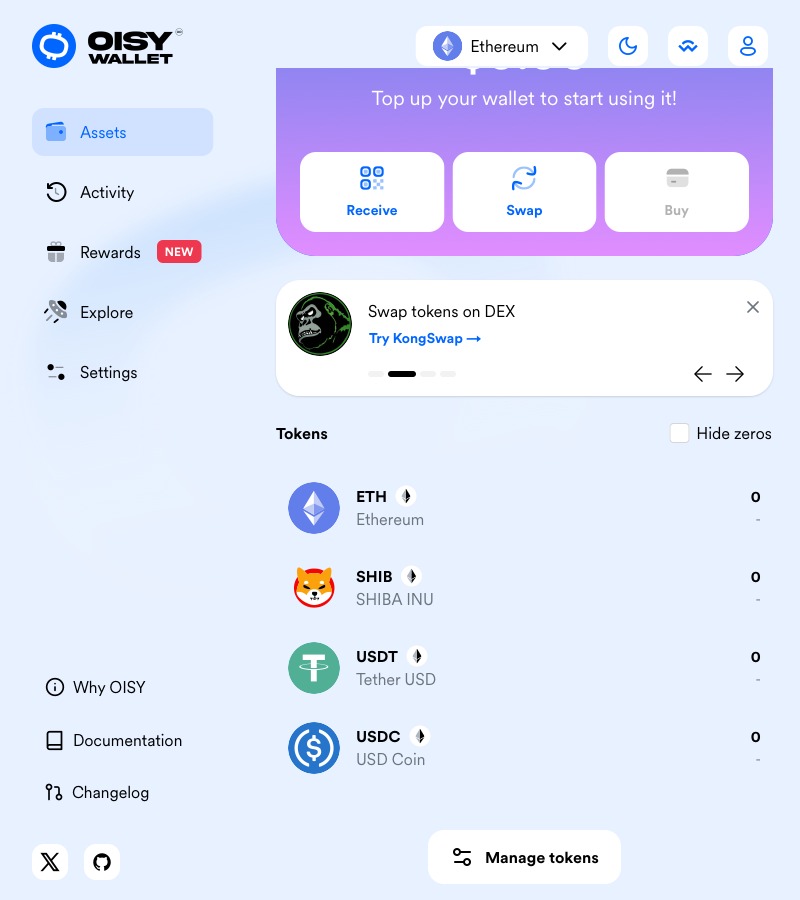 OISY
WALLET
Ethereum
Top up your wallet to start using it!
Receive
Swap
Buy
Assets
Activity
Rewards NEW
Explore
Settings
Swap tokens on DEX
Try KongSwap →
Tokens
Hide zeros
ETH
0
Ethereum
-
SHIB
0
SHIBA INU
-
USDT
0
Tether USD
-
USDC
0
USD Coin
-
Manage tokens
Why OISY
Documentation
Changelog